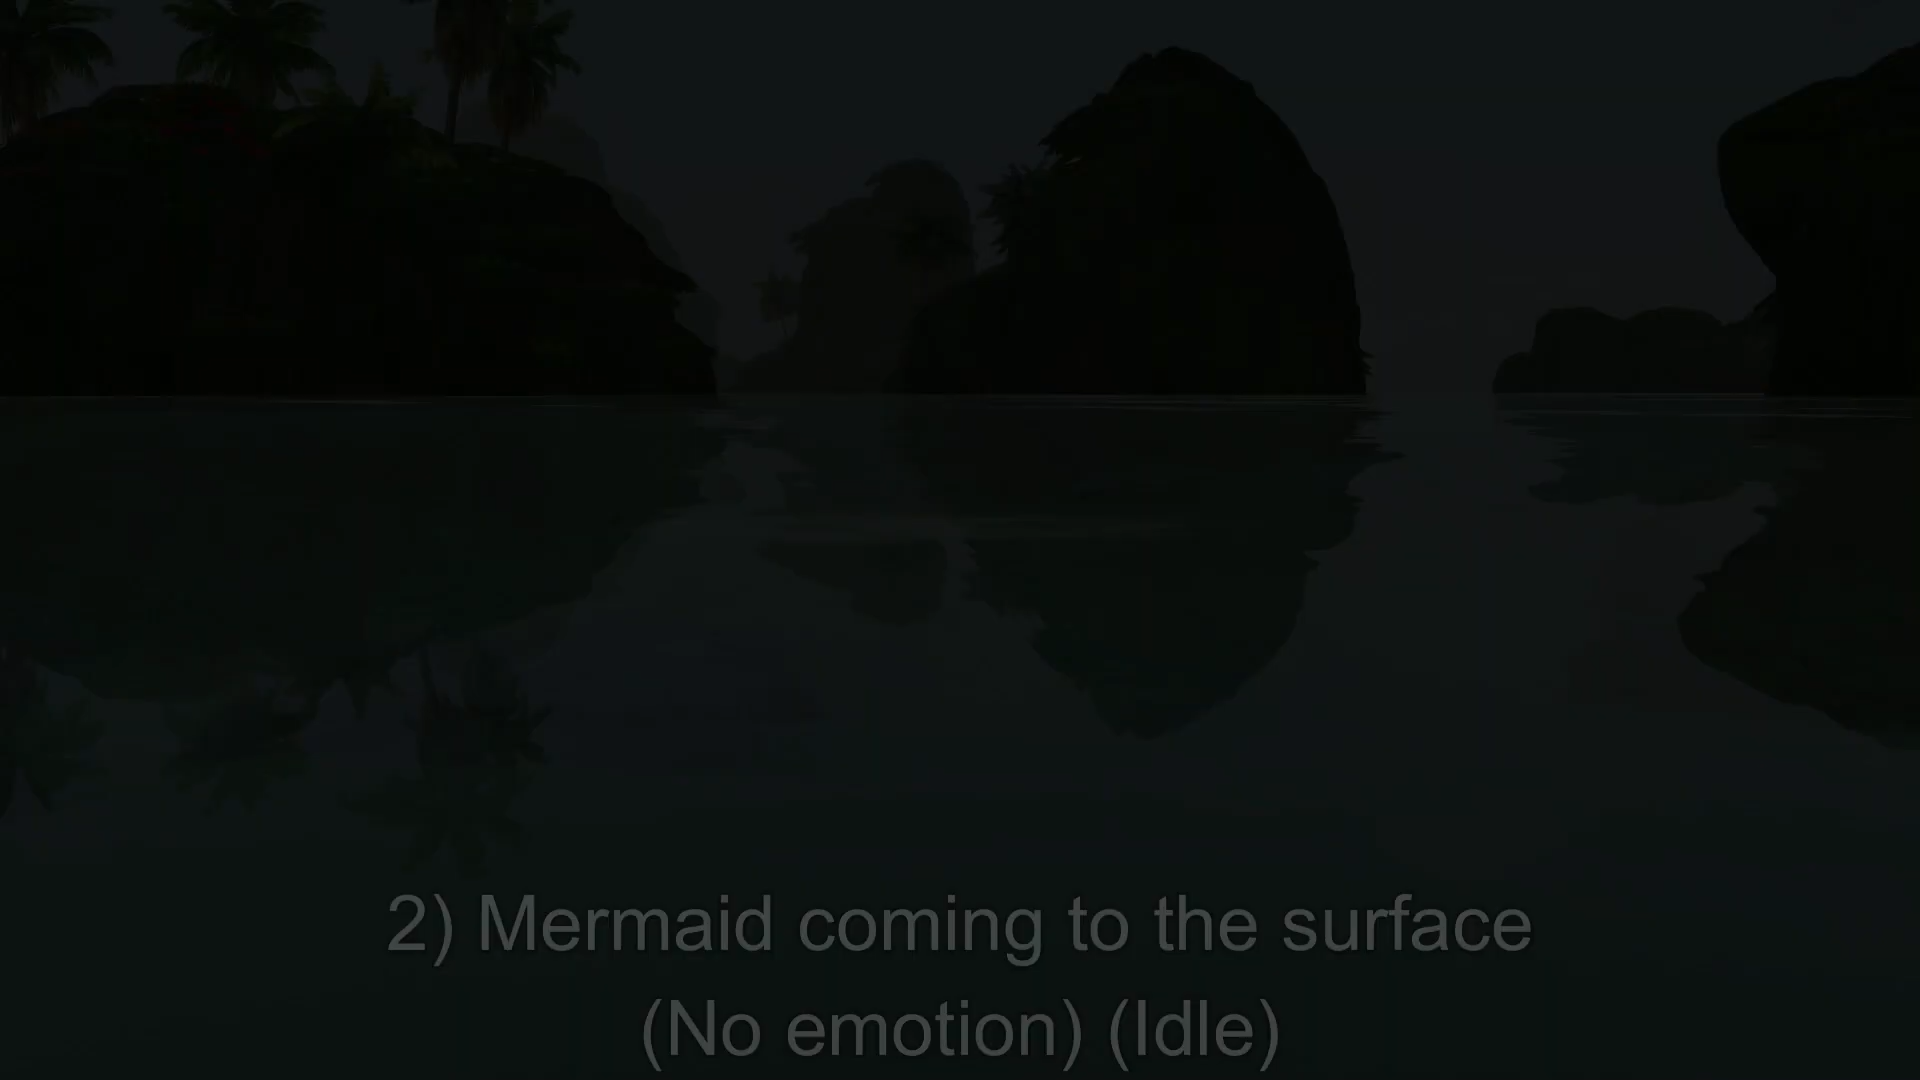 2) Mermaid coming to the surface
(No emotion) (Idle)